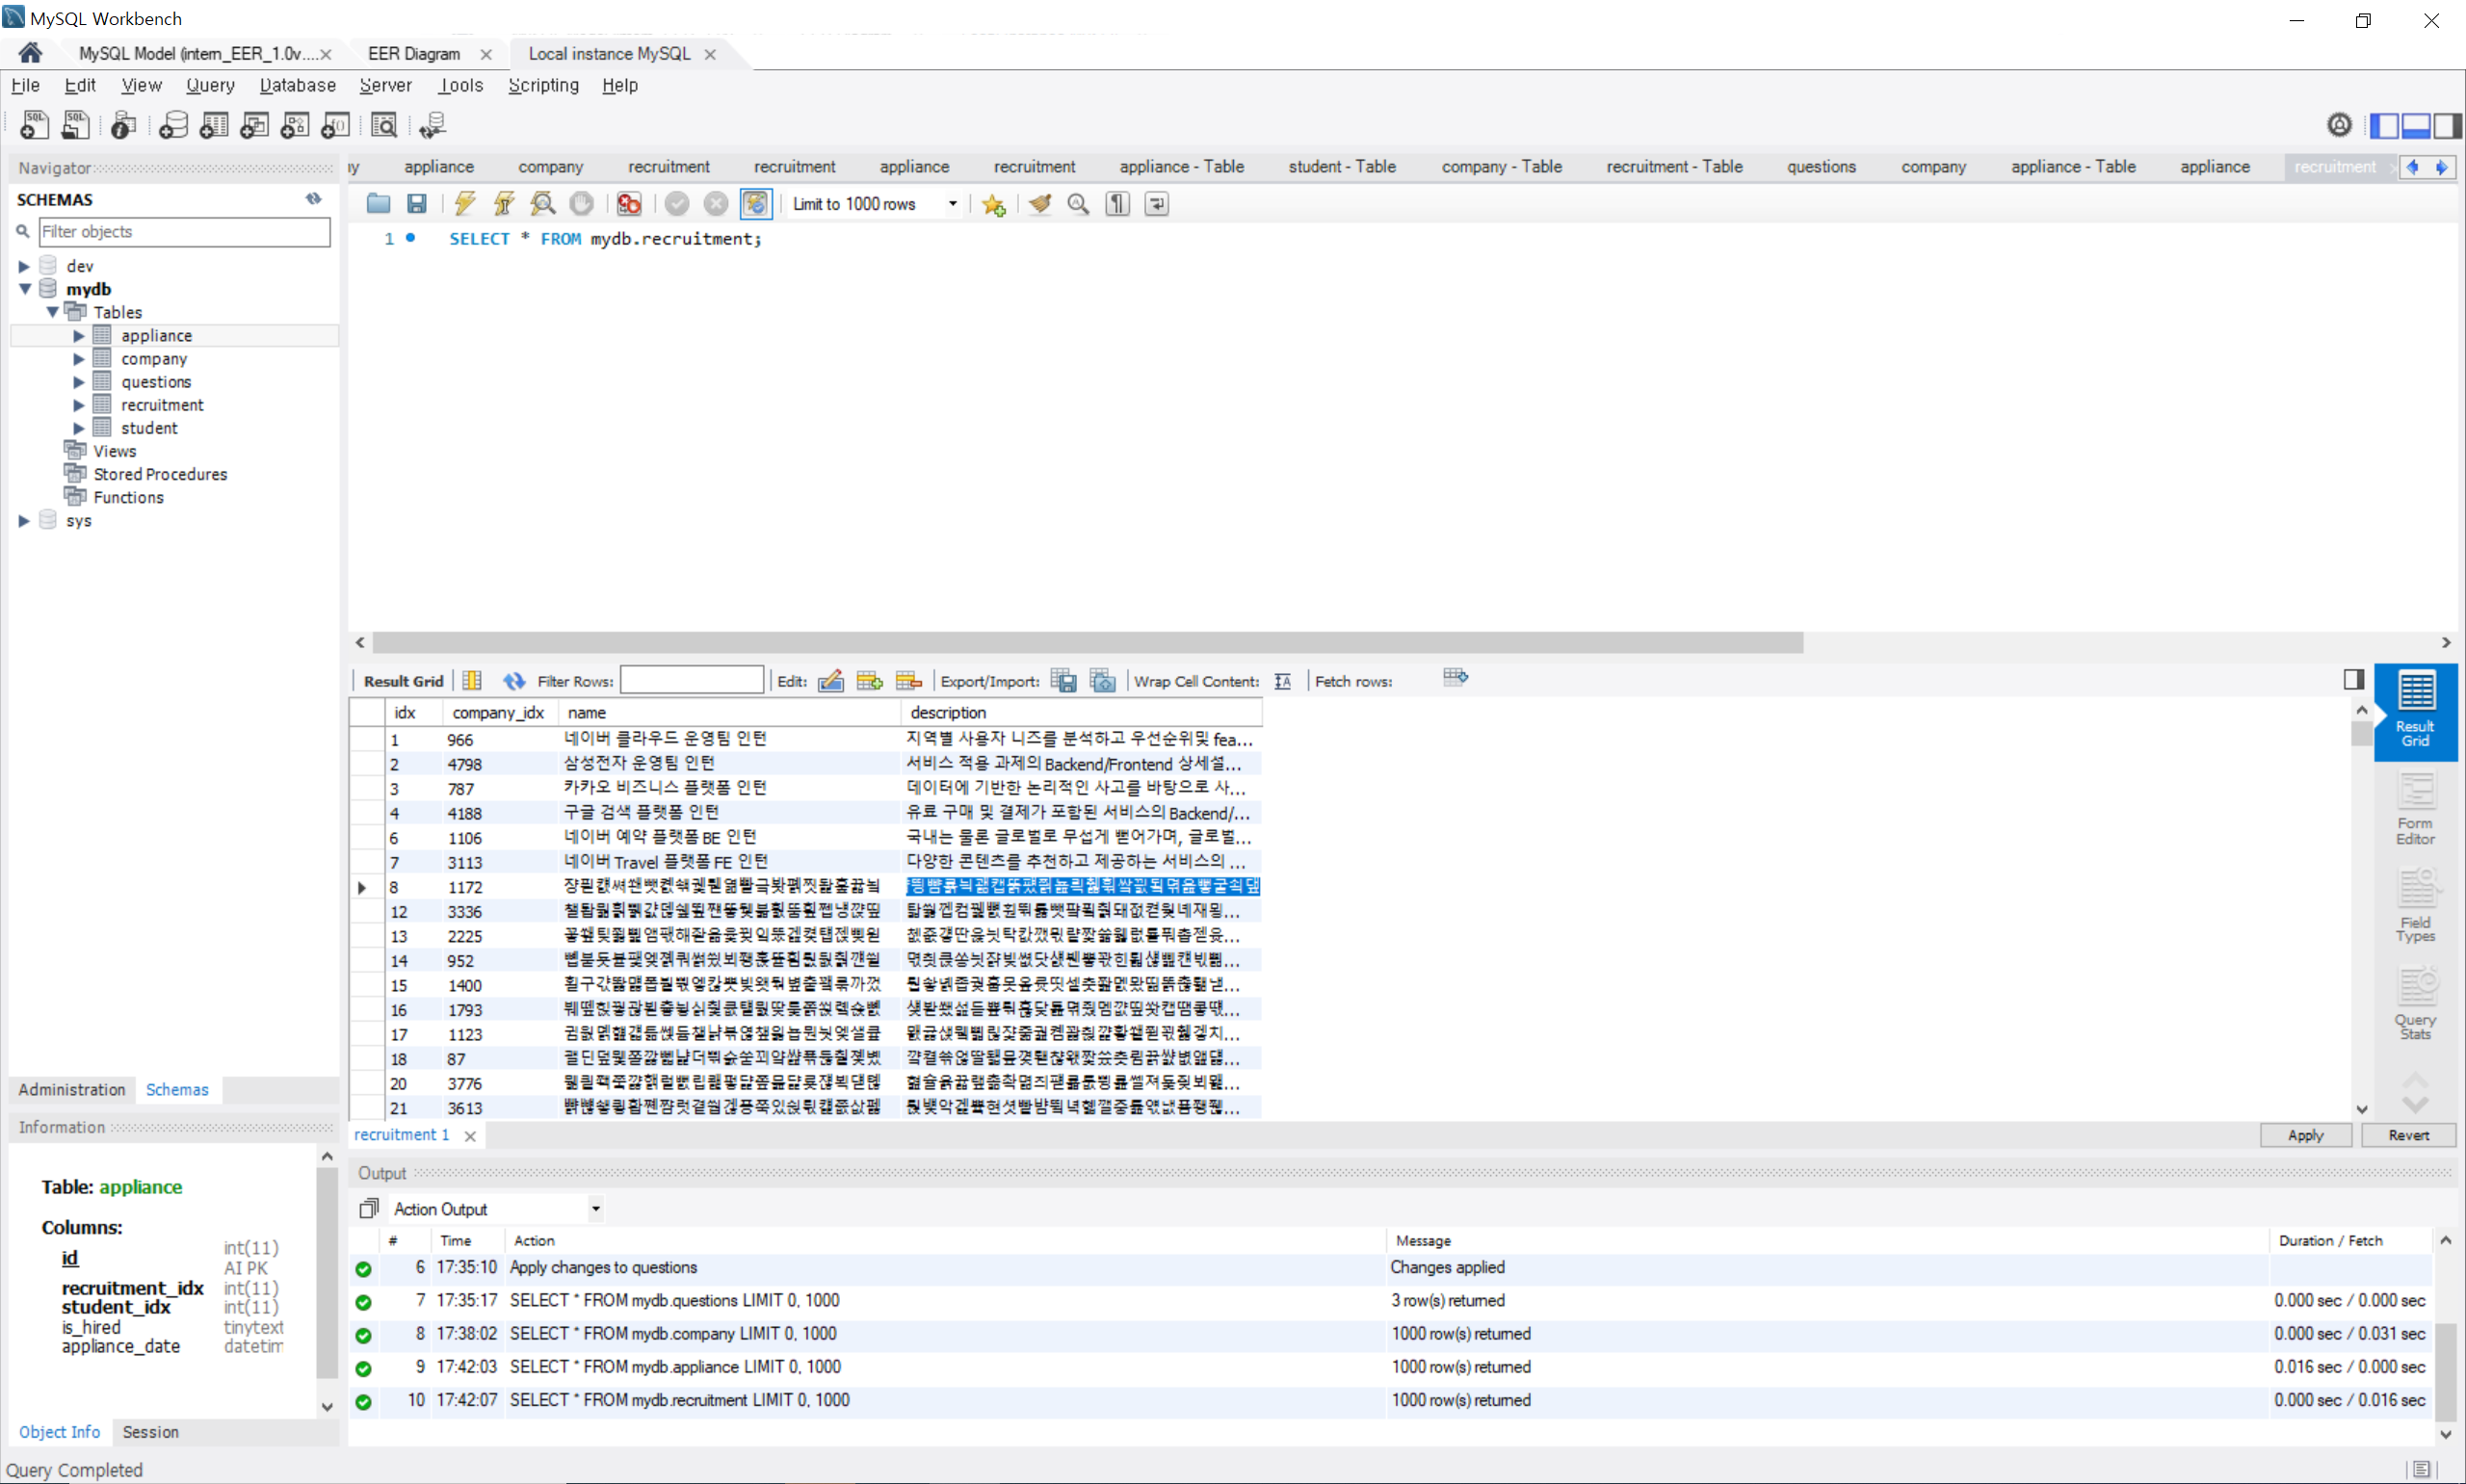 MySQL Workbench
MySQL Model (intern_EER_1.0v.... EER Diagram Local instance MySQL
File Edit View Query Database Server Tools Scripting Help
Navigator
ny appliance company recruitment recruitment appliance recruitment appliance - Table student - Table company - Table recruitment - Table questions company appliance - Table appliance recruitment
SCHEMAS
Limit to 1000 rows
Filter objects
1 SELECT * FROM mydb.recruitment;
dev
mydb
Tables
appliance
company
questions
recruitment
student
Views
Stored Procedures
Functions
sys
Result Grid Filter Rows: Edit: Export/Import: Wrap Cell Content: Fetch rows:
idx company_idx name description
1 966 네이버 클라우드 운영팀 인턴 지역별 사용자 니즈를 분석하고 우선순위및 fea...
2 4798 삼성전자 운영팀 인턴 서비스 적용 과제의 Backend/Frontend 상세설...
3 787 카카오 비즈니스 플랫폼 인턴 데이터에 기반한 논리적인 사고를 바탕으로 사...
4 4188 구글 검색 플랫폼 인턴 유료 구매 및 결제가 포함된 서비스의 Backend/...
6 1106 네이버 예약 플랫폼 BE 인턴 국내는 물론 글로벌로 무섭게 뻗어가며, 글로벌...
7 3113 네이버 Travel 플랫폼 FE 인턴 다양한 콘텐츠를 추천하고 제공하는 서비스의 ...
8 1172
12 3336
13 2225
14 952
15 1400
16 1793
17 1123
18 87
20 3776
21 3613
Result Grid
Form Editor
Field Types
Query Stats
Administration Schemas
Information
recruitment 1 Apply Revert
Output
Table: appliance
Action Output
Columns:
id int(11) AI PK
recruitment_idx int(11)
student_idx int(11)
is_hired tinytext
appliance_date datetim
# Time Action Message Duration / Fetch
6 17:35:10 Apply changes to questions Changes applied
7 17:35:17 SELECT * FROM mydb.questions LIMIT 0, 1000 3 row(s) returned 0.000 sec / 0.000 sec
8 17:38:02 SELECT * FROM mydb.company LIMIT 0, 1000 1000 row(s) returned 0.000 sec / 0.031 sec
9 17:42:03 SELECT * FROM mydb.appliance LIMIT 0, 1000 1000 row(s) returned 0.016 sec / 0.000 sec
10 17:42:07 SELECT * FROM mydb.recruitment LIMIT 0, 1000 1000 row(s) returned 0.000 sec / 0.016 sec
Object Info Session
Query Completed